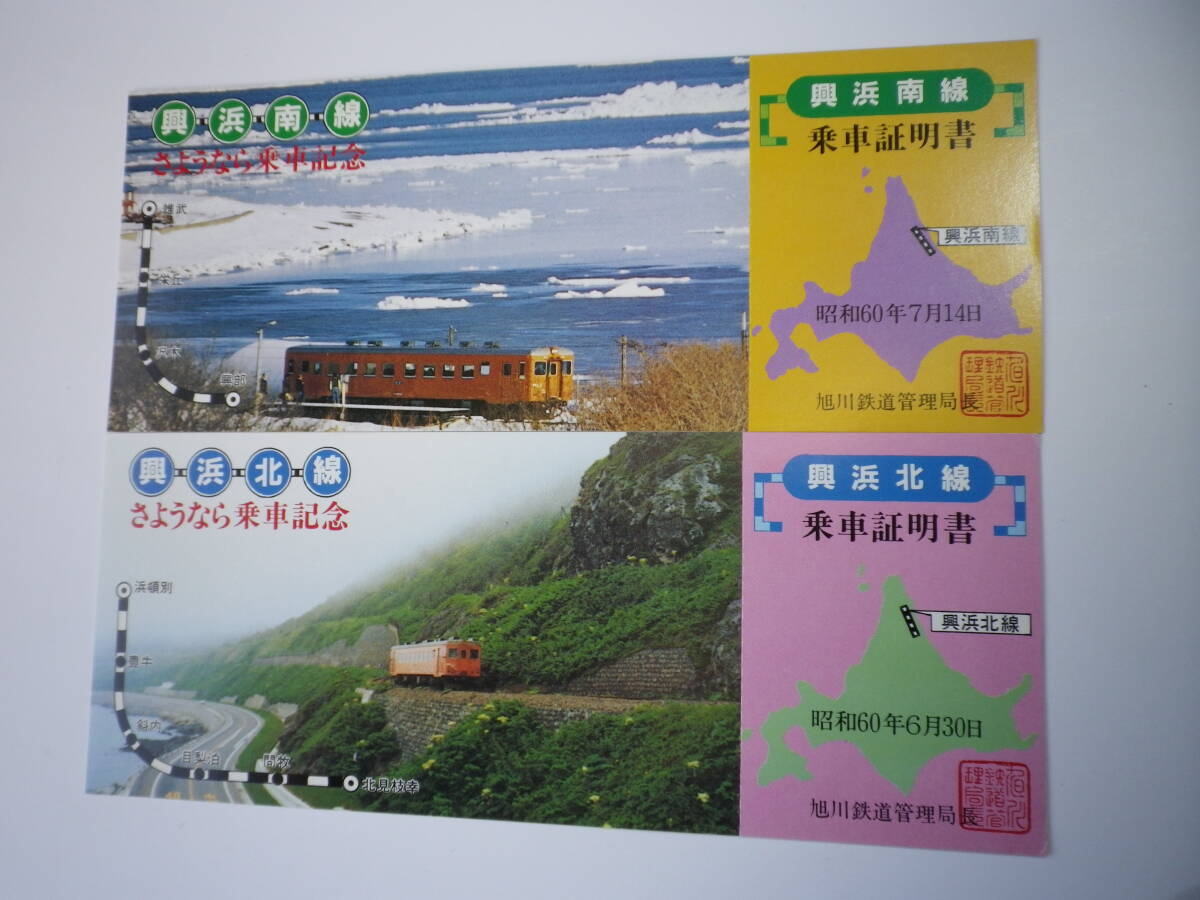 興浜南線
さようなら乗車記念
雄武
栄丘
沢木
興部
興浜南線
乗車証明書
興浜南線
昭和60年7月14日
旭川鉄道管理局長
興浜北線
さようなら乗車記念
浜頓別
豊牛
斜内
目梨泊
問牧
北見枝幸
興浜北線
乗車証明書
興浜北線
昭和60年6月30日
旭川鉄道管理局長